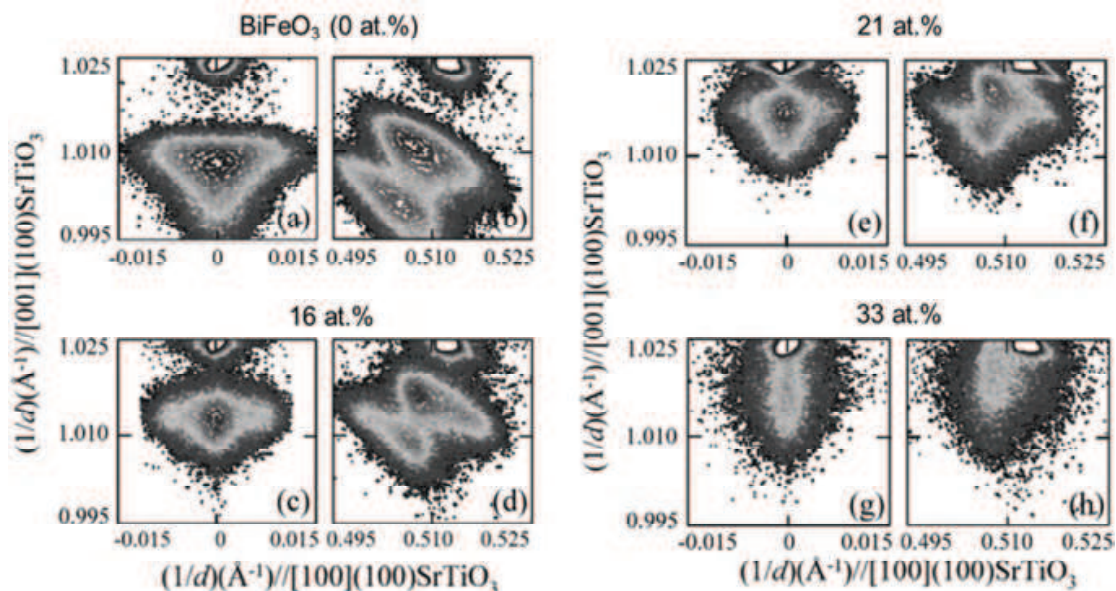 BiFeO₃ (0 at.%)
21 at.%
(1/d)(Å⁻¹)//[001](100)SrTiO₃
1.025
1.010
0.995
(a)
(b)
-0.015 0 0.015 0.495 0.510 0.525
(1/d)(Å⁻¹)//[001](100)SrTiO₃
1.025
1.010
0.995
(e)
(f)
-0.015 0 0.015 0.495 0.510 0.525
16 at.%
33 at.%
1.025
1.010
0.995
(c)
(d)
-0.015 0 0.015 0.495 0.510 0.525
(1/d)(Å⁻¹)//[100](100)SrTiO₃
1.025
1.010
0.995
(g)
(h)
-0.015 0 0.015 0.495 0.510 0.525
(1/d)(Å⁻¹)//[100](100)SrTiO₃